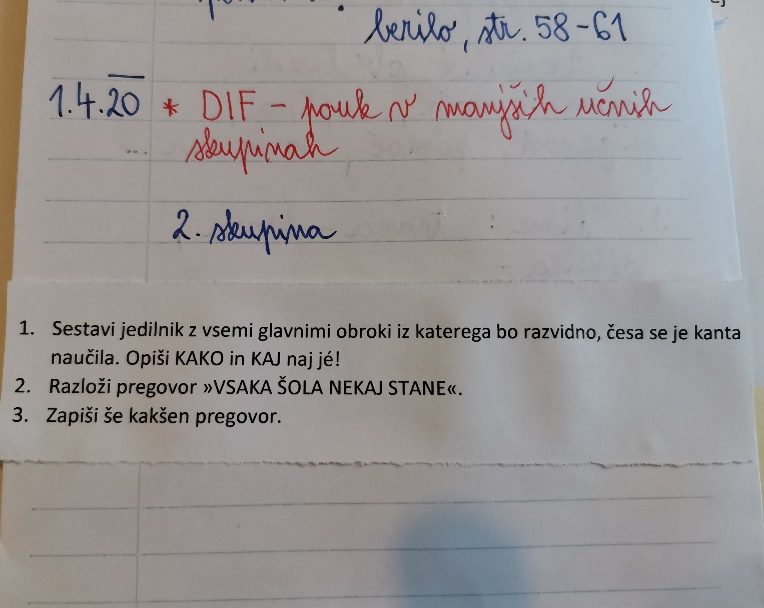 berilo, str. 58-61
1.4.20 * DIF - pouk v manjših učnih
skupinah
2. skupina
1. Sestavi jedilnik z vsemi glavnimi obroki iz katerega bo razvidno, česa se je kanta
naučila. Opiši KAKO in KAJ naj jé!
2. Razloži pregovor »VSAKA ŠOLA NEKAJ STANE«.
3. Zapiši še kakšen pregovor.